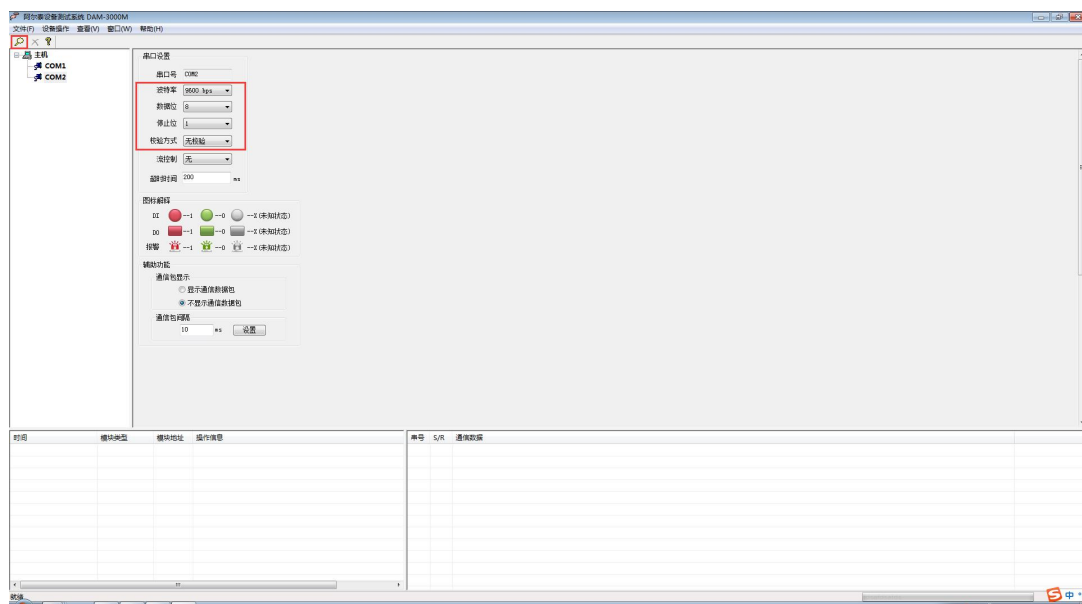 阿尔泰设备测试系统 DAM-3000M
文件(F) 设备操作 查看(V) 窗口(W) 帮助(H)
主机
COM1
COM2
串口设置
串口号 COM2
波特率 9600 bps
数据位 8
停止位 1
校验方式 无校验
流控制 无
超时时间 200 ms
图标解释
DI --1 --0 --X(未知状态)
DO --1 --0 --X(未知状态)
报警 --1 --0 --X(未知状态)
辅助功能
通信包显示
显示通信数据包
不显示通信数据包
通信包间隔
10 ms 设置
时间 模块类型 模块地址 操作信息 串号 S/R 通信数据
就绪
中